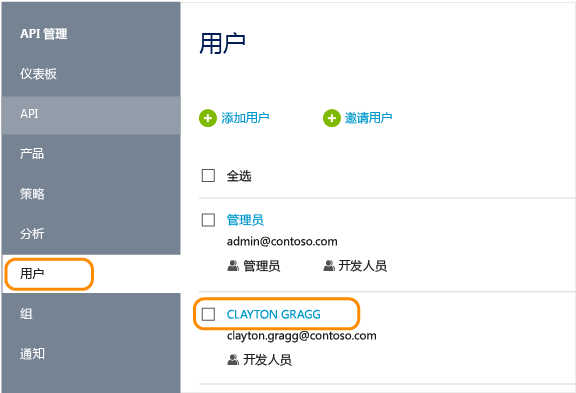 API 管理
仪表板
API
产品
策略
分析
用户
组
通知
用户
添加用户 邀请用户
全选
管理员
admin@contoso.com
管理员 开发人员
CLAYTON GRAGG
clayton.gragg@contoso.com
开发人员